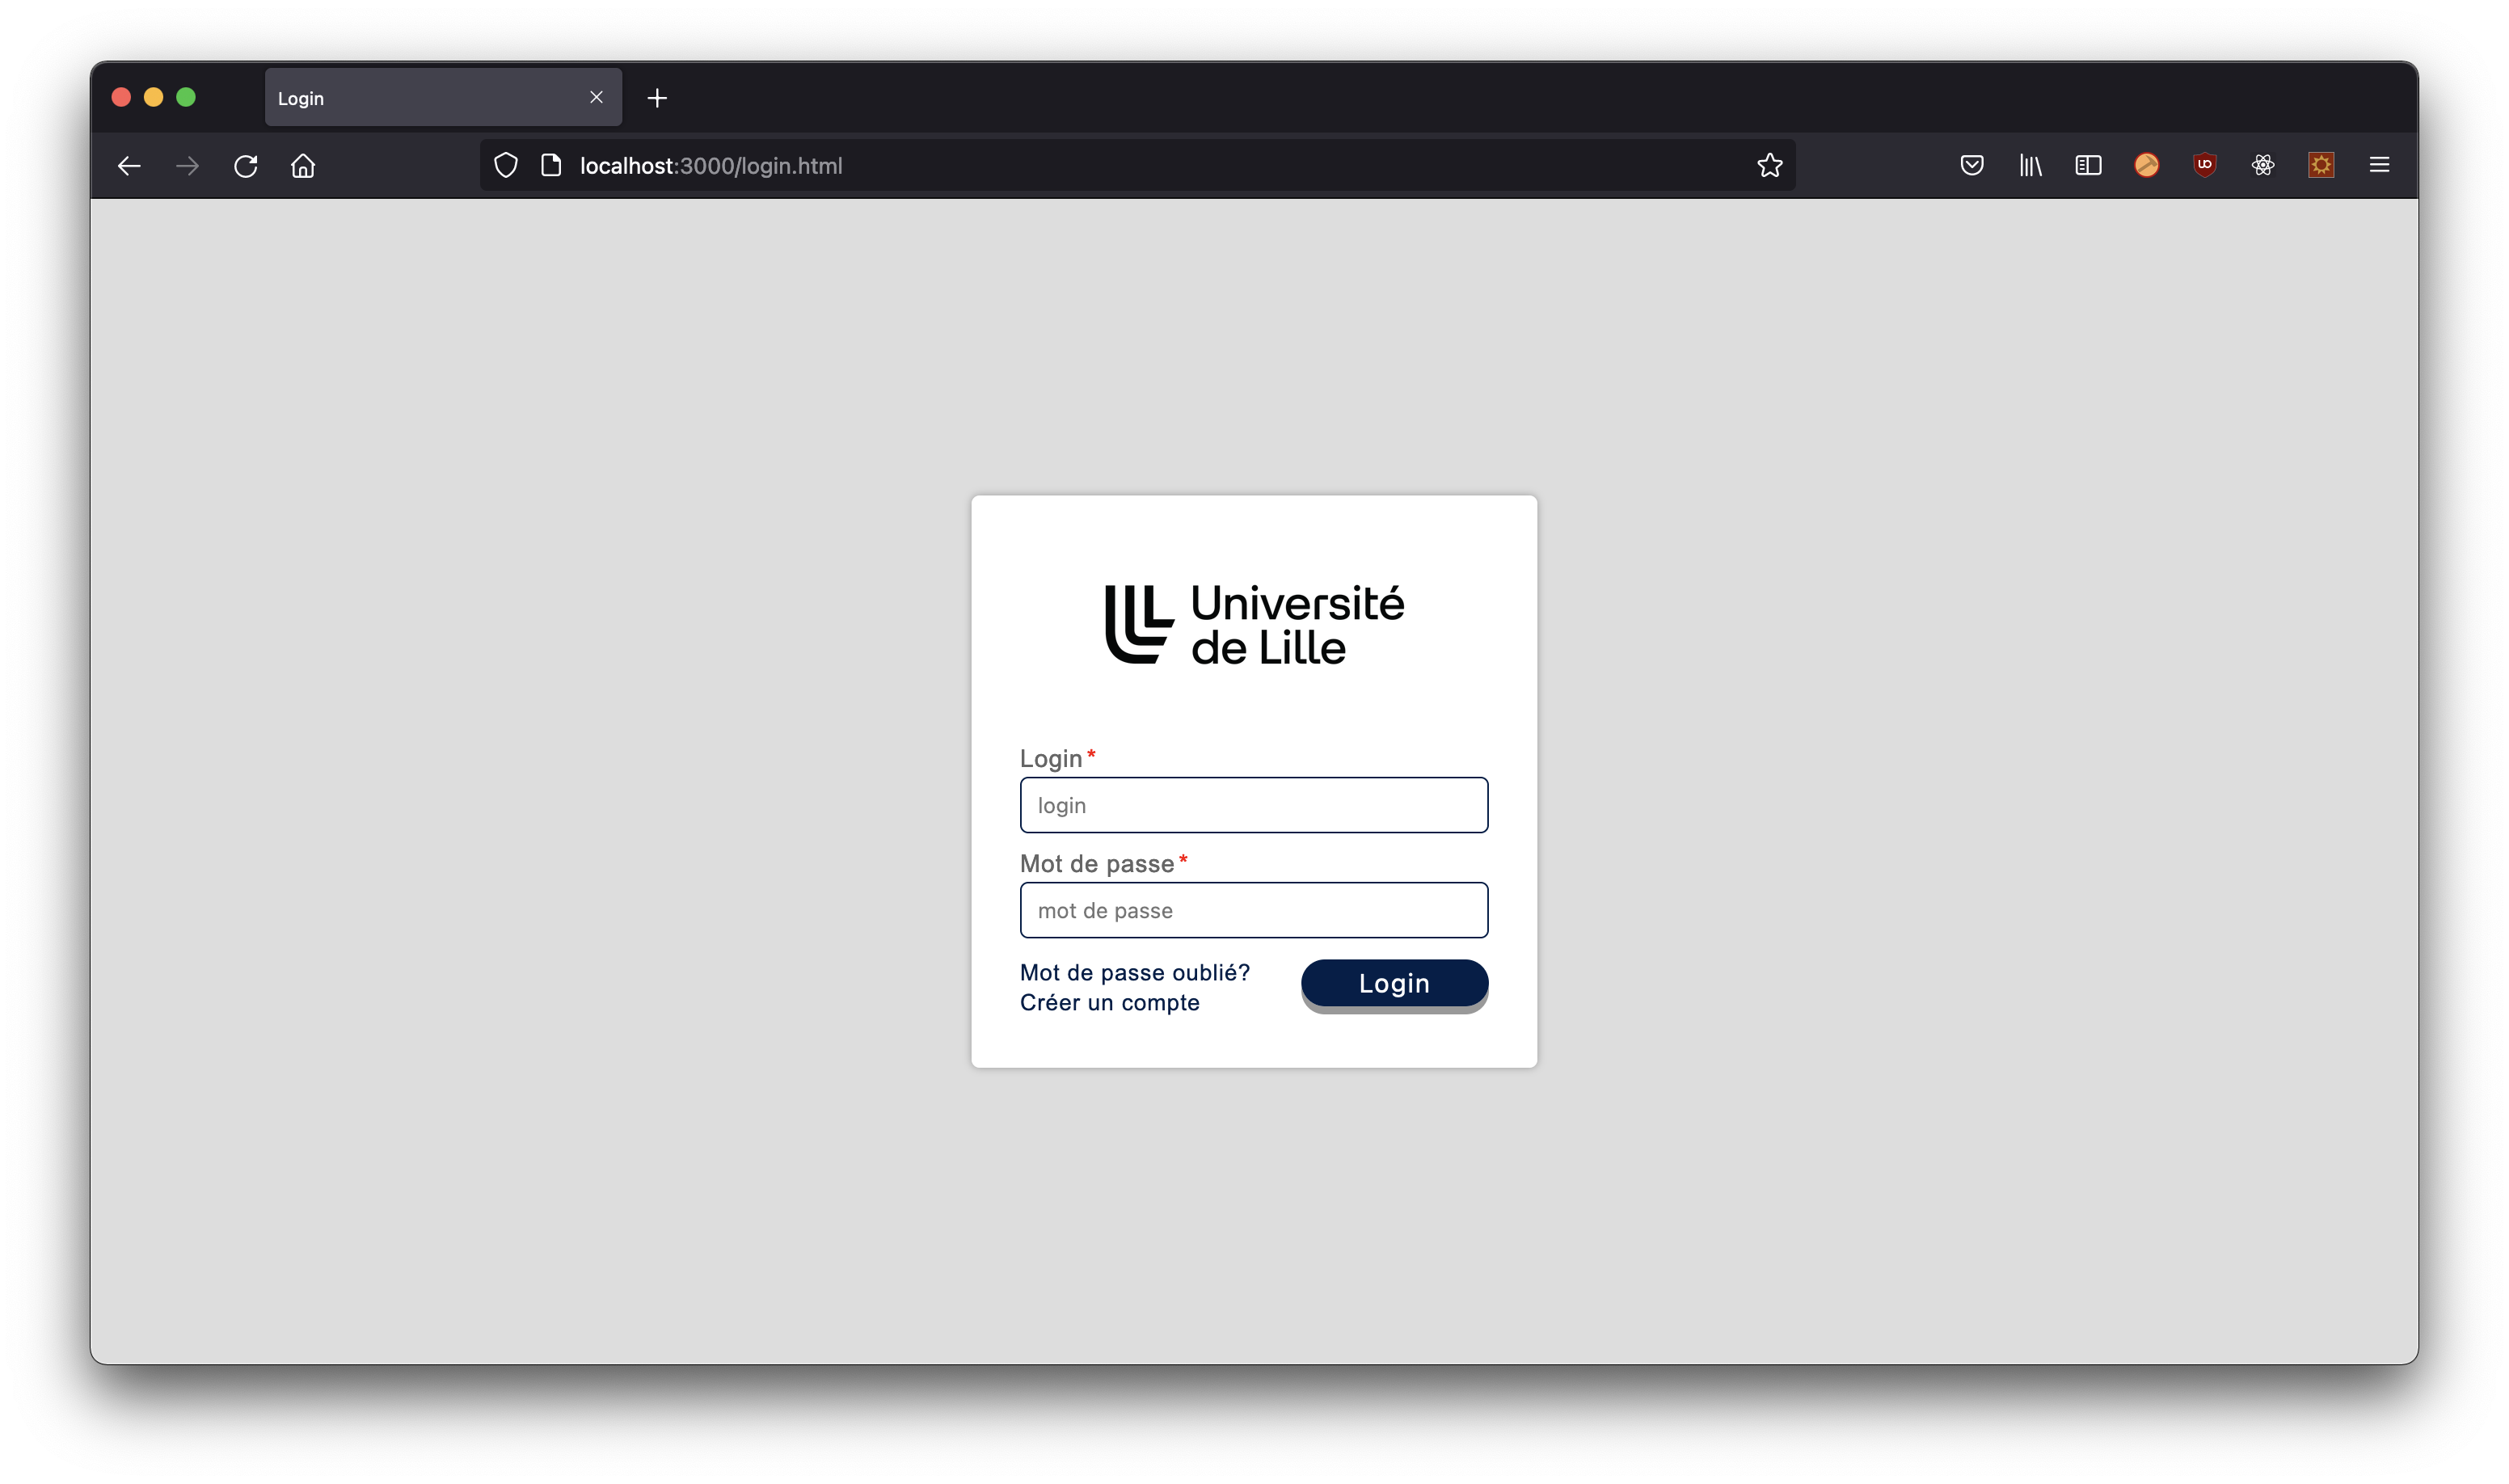 Login
localhost:3000/login.html
Université
de Lille
Login*
login
Mot de passe*
mot de passe
Mot de passe oublié?
Créer un compte
Login